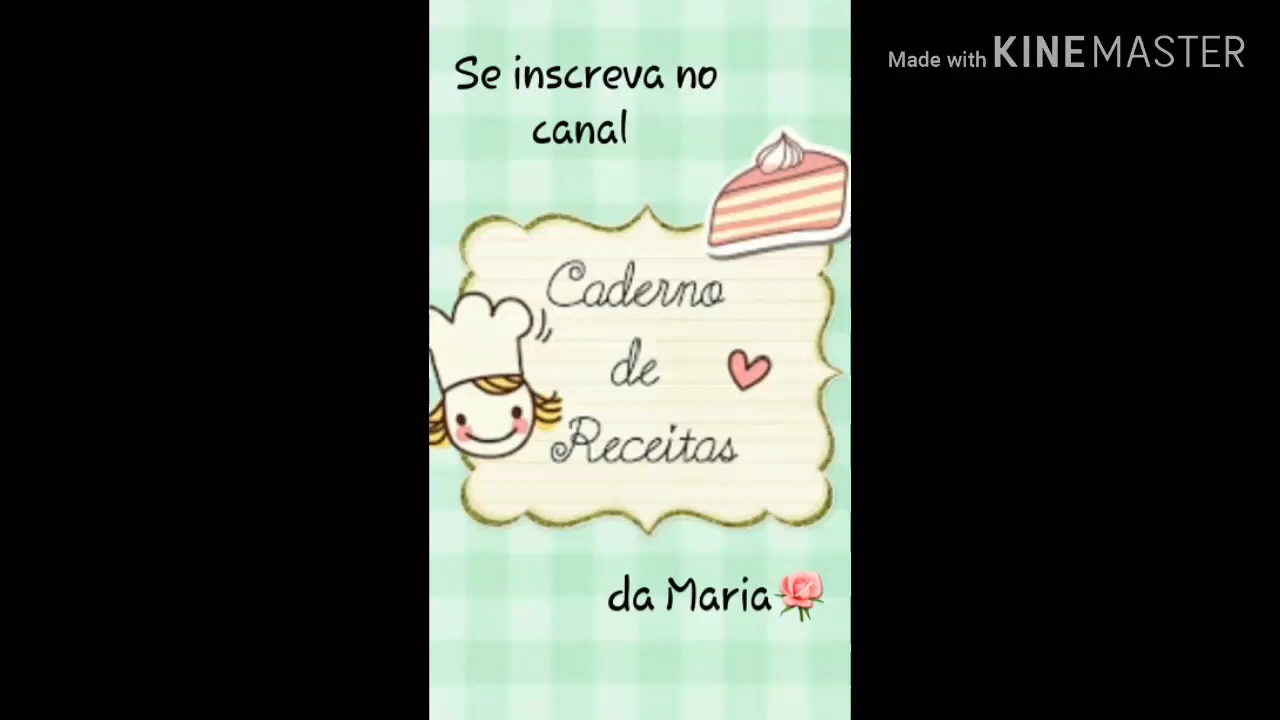 Se inscreva no
canal
Made with KINEMASTER
Caderno
de
Receitas
da Maria